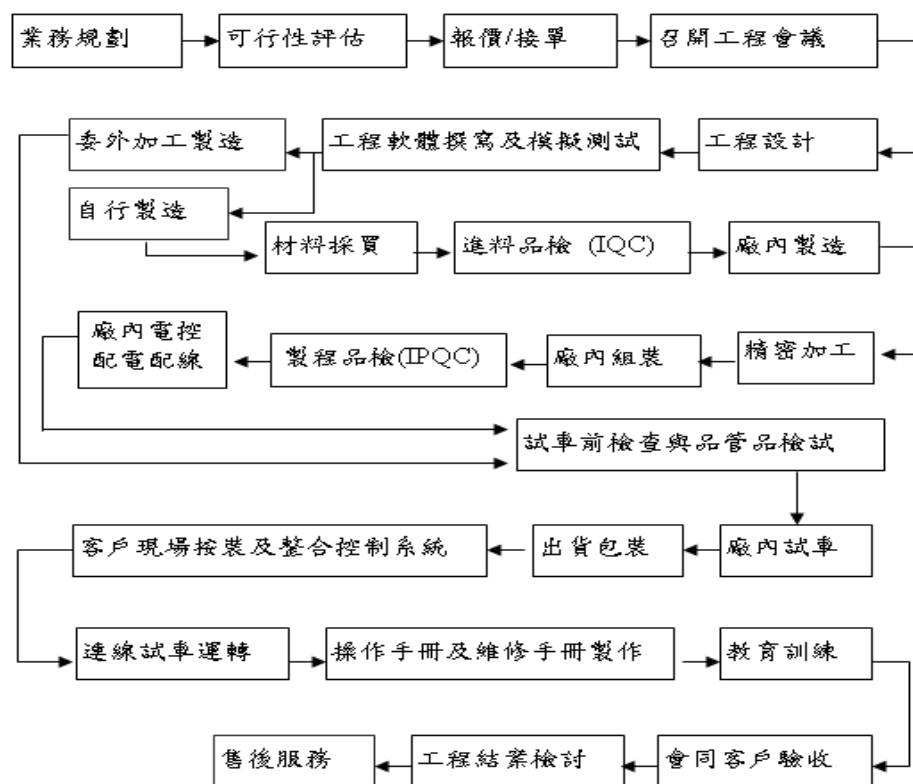 業務規劃
可行性評估
報價/接單
召開工程會議
工程設計
工程軟體撰寫及模擬測試
委外加工製造
自行製造
材料採買
進料品檢 (IQC)
廠內製造
精密加工
廠內組裝
製程品檢(IPQC)
廠內電控
配電配線
試車前檢查與品管品檢試
廠內試車
出貨包裝
客戶現場按裝及整合控制系統
連線試車運轉
操作手冊及維修手冊製作
教育訓練
會同客戶驗收
工程結案檢討
售後服務